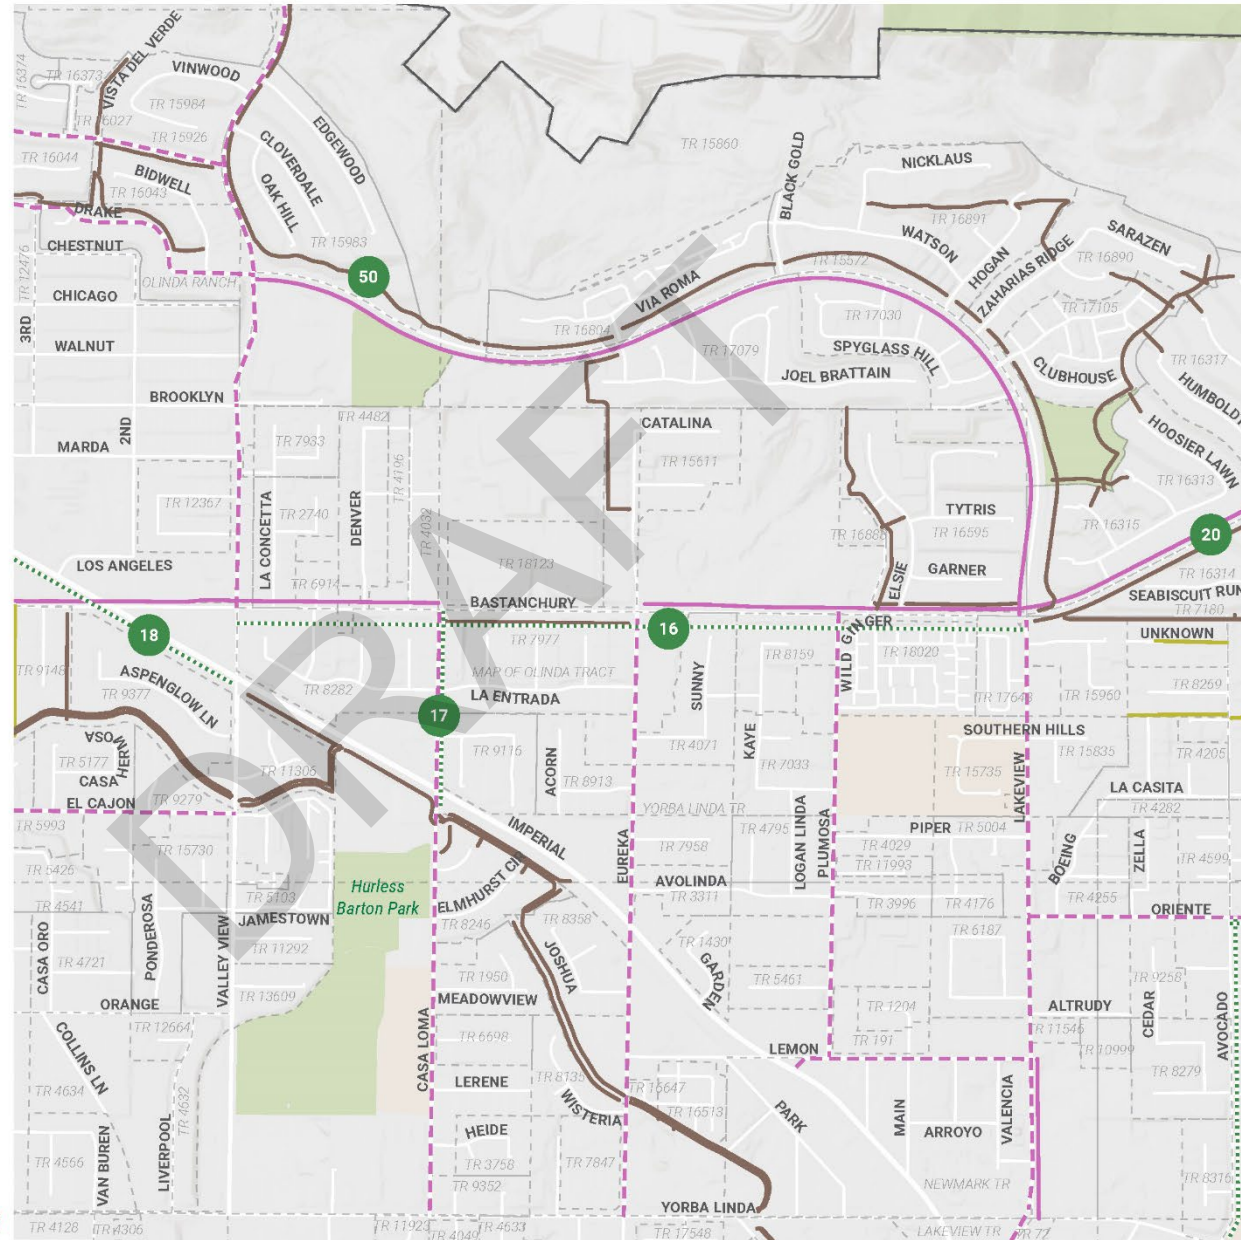 TR 16374
TR 16373
VISTA DEL VERDE
VINWOOD
TR 15984
TR 16027
TR 15926
EDGEWOOD
CLOVERDALE
OAK HILL
TR 16044
BIDWELL
TR 16043
DRAKE
CHESTNUT
TR 15983
TR 12476
OLINDA RANCH
CHICAGO
3RD
WALNUT
BROOKLYN
2ND
MARDA
50
TR 15860
BLACK GOLD
NICKLAUS
TR 16891
WATSON
HOGAN
ZAHARIAS RIDGE
SARAZEN
TR 16890
TR 15572
VIA ROMA
TR 16804
TR 17030
TR 17105
TR 17079
SPYGLASS HILL
JOEL BRATTAIN
CLUBHOUSE
TR 16317
HUMBOLDT
HOOSIER LAWN
TR 16313
TR 4482
TR 7933
TR 4196
CATALINA
TR 15611
TR 12367
LA CONCETTA
TR 2740
DENVER
TR 4032
TYTRIS
TR 16595
TR 16888
TR 16315
20
LOS ANGELES
TR 6914
TR 18123
ELSIE
GARNER
TR 16314
BASTANCHURY
SEABISCUIT RUN
TR 7180
18
16
TR 7977
WILD GINGER
UNKNOWN
TR 9148
ASPENGLOW LN
TR 9377
TR 8282
MAP OF OLINDA TRACT
LA ENTRADA
SUNNY
TR 8159
TR 18020
TR 17643
TR 15960
TR 8259
17
HERMOSA
TR 5177
CASA
TR 11305
TR 9116
ACORN
TR 8913
TR 4071
KAYE
TR 7033
SOUTHERN HILLS
TR 15735
LAKEVIEW
TR 15835
TR 4205
LA CASITA
TR 4282
EL CAJON
TR 9279
IMPERIAL
YORBA LINDA TR
TR 5993
TR 15730
EUREKA
TR 7958
TR 4795
LOGAN LINDA
PLUMOSA
PIPER
TR 5004
TR 4029
TR 11993
BOEING
ZELLA
TR 4599
TR 5426
TR 5103
Hurless
Barton Park
ELMHURST CIR
AVOLINDA
TR 3311
TR 4541
PONDEROSA
JAMESTOWN
TR 8246
TR 8358
TR 3996
TR 4176
TR 4255
ORIENTE
CASA ORO
TR 4721
VALLEY VIEW
TR 11292
JOSHUA
TR 1430
GARDEN
TR 6187
TR 13609
TR 1950
TR 5461
TR 9258
ORANGE
MEADOWVIEW
TR 1204
ALTRUDY
CEDAR
AVOCADO
TR 12664
COLLINS LN
CASA LOMA
TR 6698
TR 191
TR 11546
LEMON
TR 10999
TR 4634
TR 4632
LERENE
TR 8135
TR 16647
TR 8279
WISTERIA
TR 16513
PARK
MAIN
ARROYO
VALENCIA
HEIDE
TR 4566
VAN BUREN
LIVERPOOL
TR 3758
TR 7847
TR 9352
NEWMARK TR
TR 8316
YORBA LINDA
TR 4128
TR 4306
TR 11923
TR 4049
TR 4633
TR 17548
LAKEVIEW TR
TR 72
DRAFT